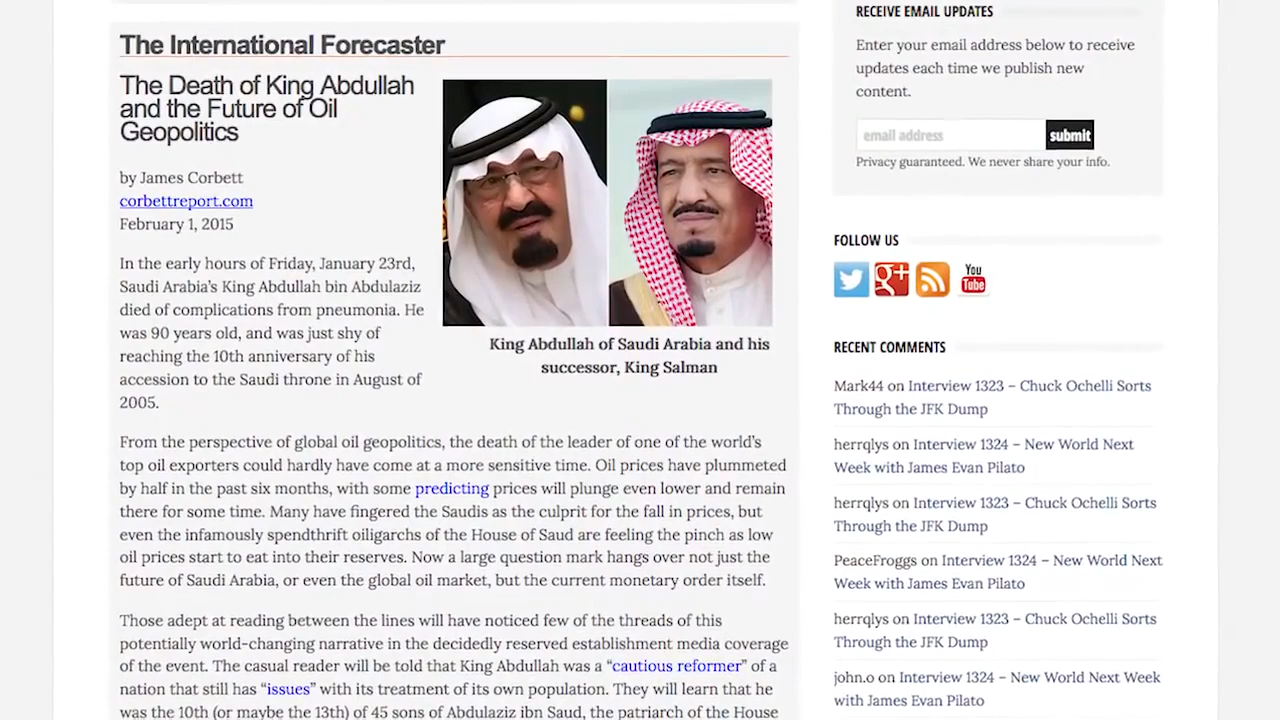 The International Forecaster
The Death of King Abdullah
and the Future of Oil
Geopolitics
by James Corbett
corbettreport.com
February 1, 2015
In the early hours of Friday, January 23rd,
Saudi Arabia's King Abdullah bin Abdulaziz
died of complications from pneumonia. He
was 90 years old, and was just shy of
reaching the 10th anniversary of his
accession to the Saudi throne in August of
2005.
King Abdullah of Saudi Arabia and his
successor, King Salman
From the perspective of global oil geopolitics, the death of the leader of one of the world's
top oil exporters could hardly have come at a more sensitive time. Oil prices have plummeted
by half in the past six months, with some predicting prices will plunge even lower and remain
there for some time. Many have fingered the Saudis as the culprit for the fall in prices, but
even the infamously spendthrift oiligarchs of the House of Saud are feeling the pinch as low
oil prices start to eat into their reserves. Now a large question mark hangs over not just the
future of Saudi Arabia, or even the global oil market, but the current monetary order itself.
Those adept at reading between the lines will have noticed few of the threads of this
potentially world-changing narrative in the decidedly reserved establishment media coverage
of the event. The casual reader will be told that King Abdullah was a “cautious reformer” of a
nation that still has “issues” with its treatment of its own population. They will learn that he
was the 10th (or maybe the 13th) of 45 sons of Abdulaziz ibn Saud, the patriarch of the House
RECEIVE EMAIL UPDATES
Enter your email address below to receive
updates each time we publish new
content.
email address
submit
Privacy guaranteed. We never share your info.
FOLLOW US
g+
You
Tube
RECENT COMMENTS
Mark44 on Interview 1323 – Chuck Ochelli Sorts
Through the JFK Dump
herrqlys on Interview 1324 – New World Next
Week with James Evan Pilato
herrqlys on Interview 1323 – Chuck Ochelli Sorts
Through the JFK Dump
PeaceFroggs on Interview 1324 – New World Next
Week with James Evan Pilato
herrqlys on Interview 1323 – Chuck Ochelli Sorts
Through the JFK Dump
john.o on Interview 1324 – New World Next Week
with James Evan Pilato